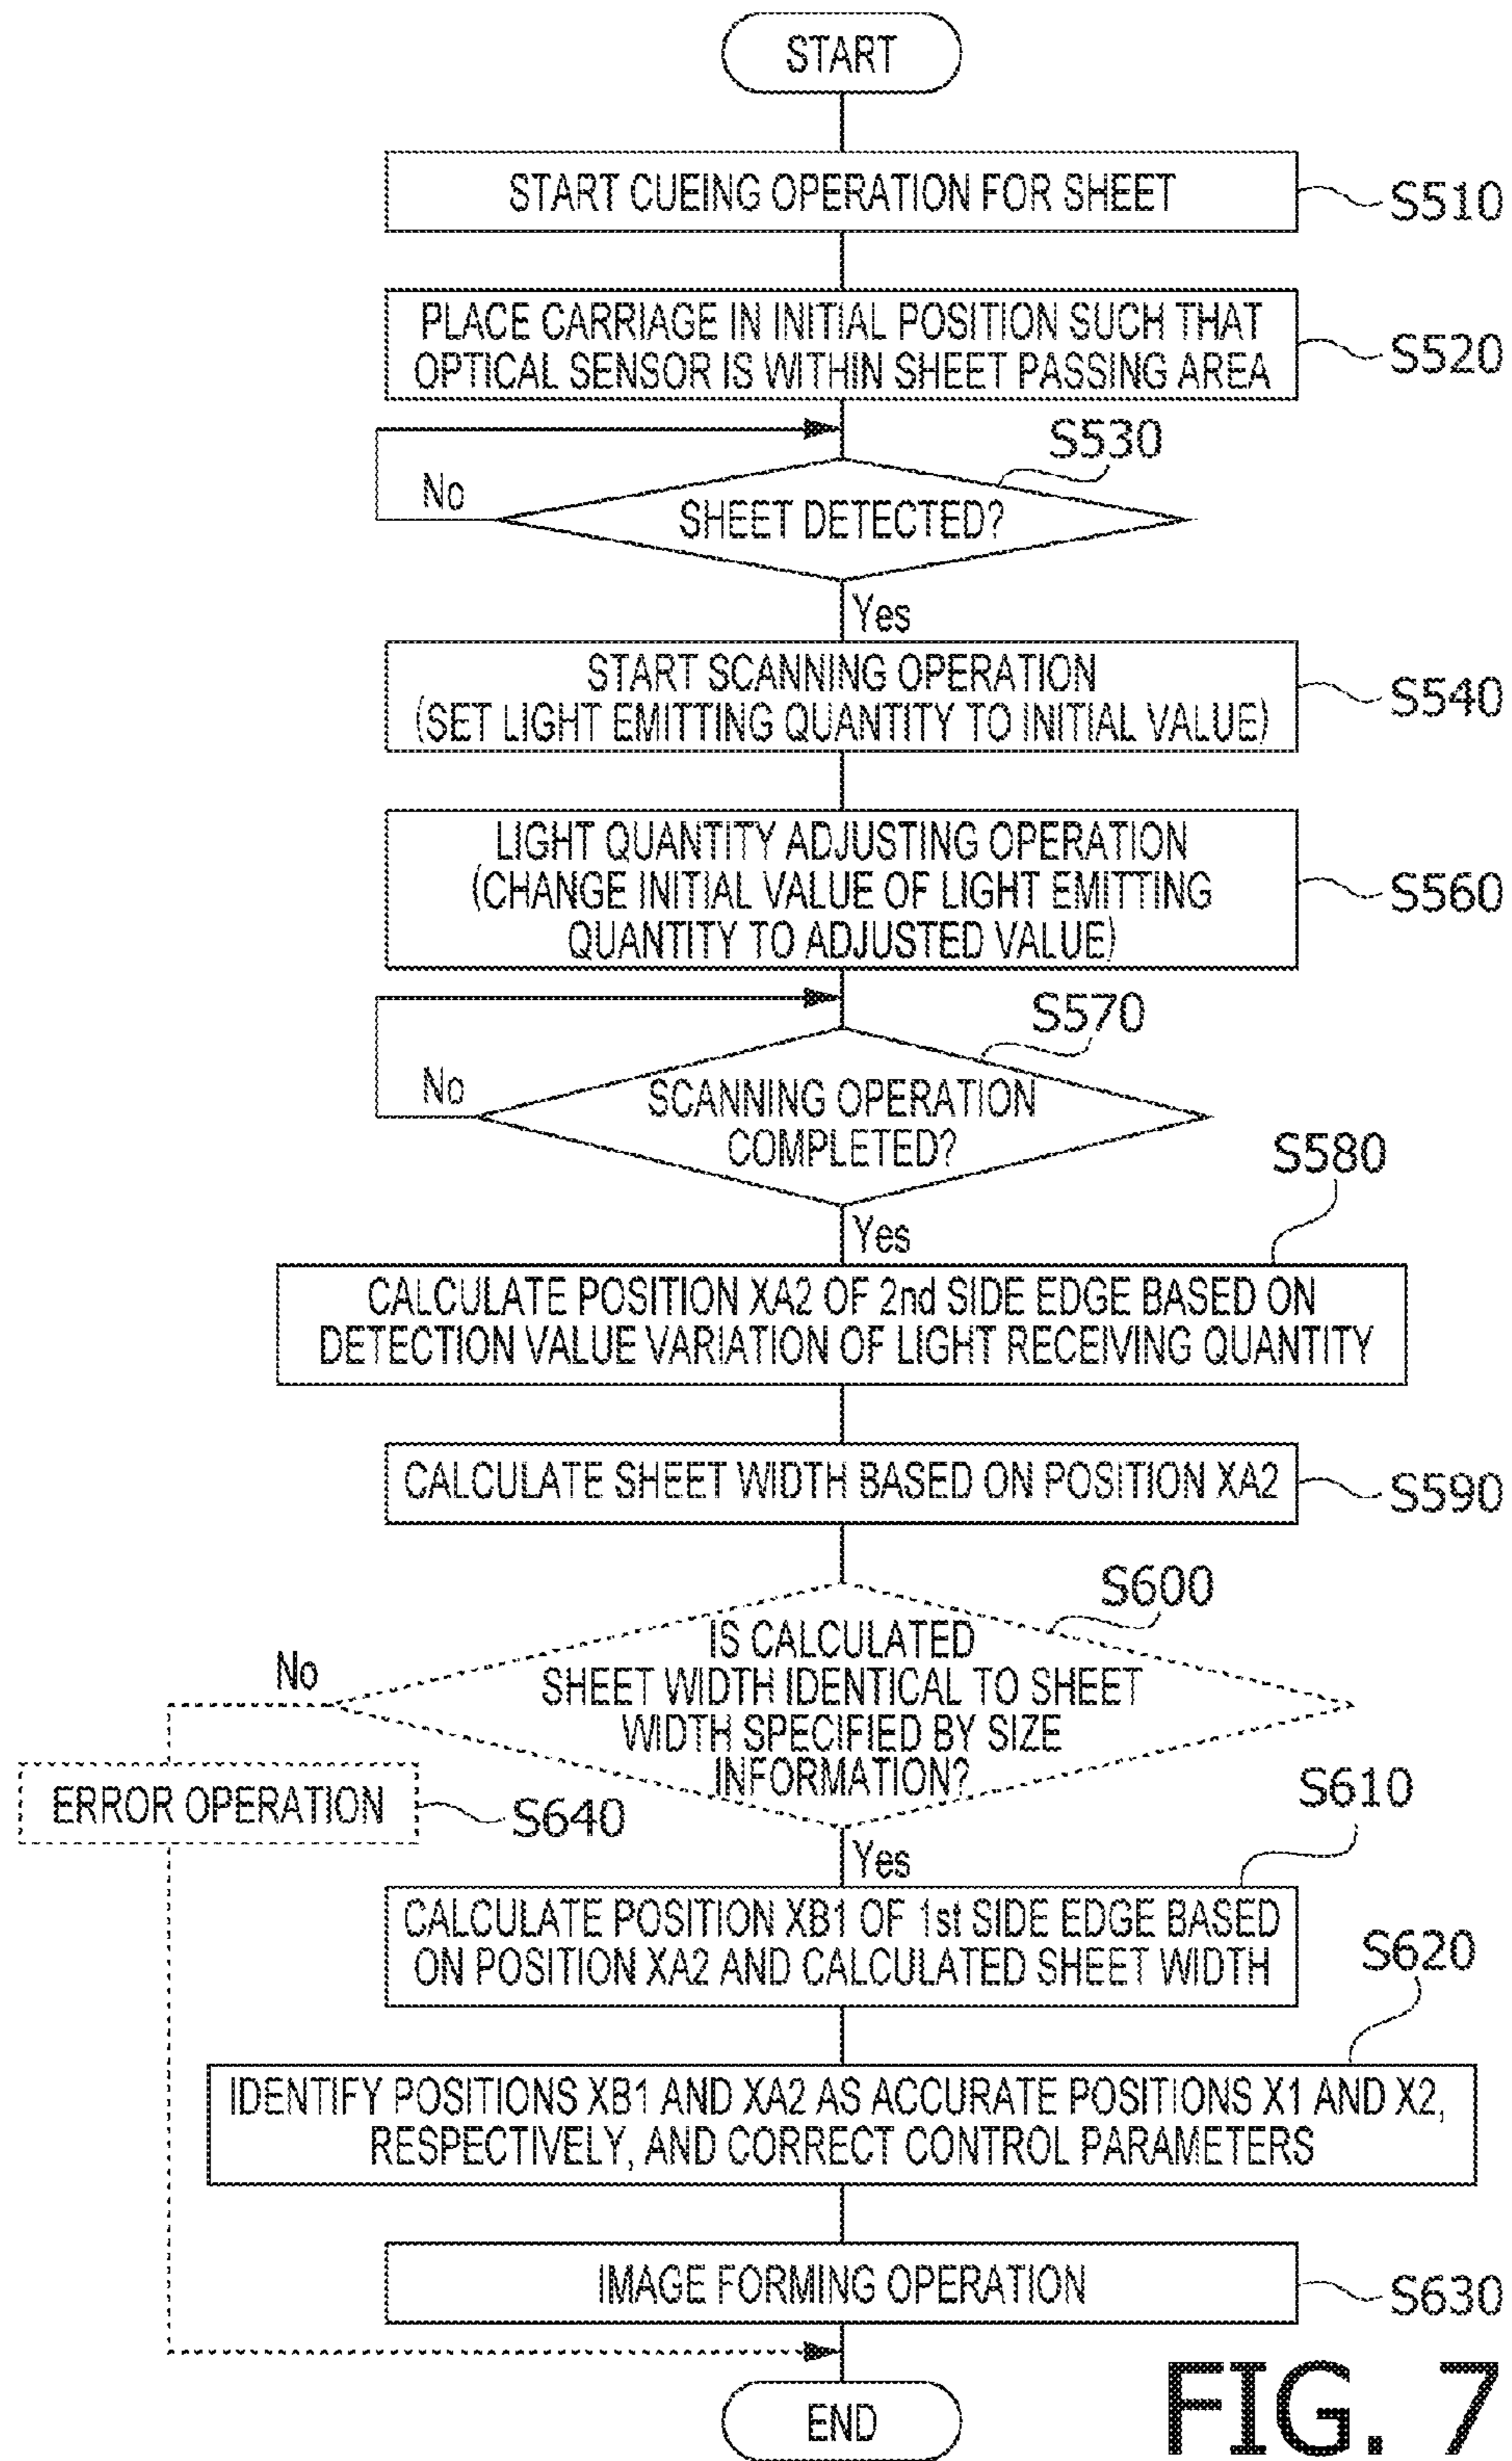 START
START CUEING OPERATION FOR SHEET
S510
PLACE CARRIAGE IN INITIAL POSITION SUCH THAT
OPTICAL SENSOR IS WITHIN SHEET PASSING AREA
S520
S530
No
SHEET DETECTED?
Yes
START SCANNING OPERATION
(SET LIGHT EMITTING QUANTITY TO INITIAL VALUE)
S540
LIGHT QUANTITY ADJUSTING OPERATION
(CHANGE INITIAL VALUE OF LIGHT EMITTING
QUANTITY TO ADJUSTED VALUE)
S560
S570
No
SCANNING OPERATION
COMPLETED?
S580
Yes
CALCULATE POSITION XA2 OF 2nd SIDE EDGE BASED ON
DETECTION VALUE VARIATION OF LIGHT RECEIVING QUANTITY
CALCULATE SHEET WIDTH BASED ON POSITION XA2
S590
S600
No
IS CALCULATED
SHEET WIDTH IDENTICAL TO SHEET
WIDTH SPECIFIED BY SIZE
INFORMATION?
ERROR OPERATION
S640
S610
Yes
CALCULATE POSITION XB1 OF 1st SIDE EDGE BASED
ON POSITION XA2 AND CALCULATED SHEET WIDTH
S620
IDENTIFY POSITIONS XB1 AND XA2 AS ACCURATE POSITIONS X1 AND X2,
RESPECTIVELY, AND CORRECT CONTROL PARAMETERS
IMAGE FORMING OPERATION
S630
END
FIG. 7